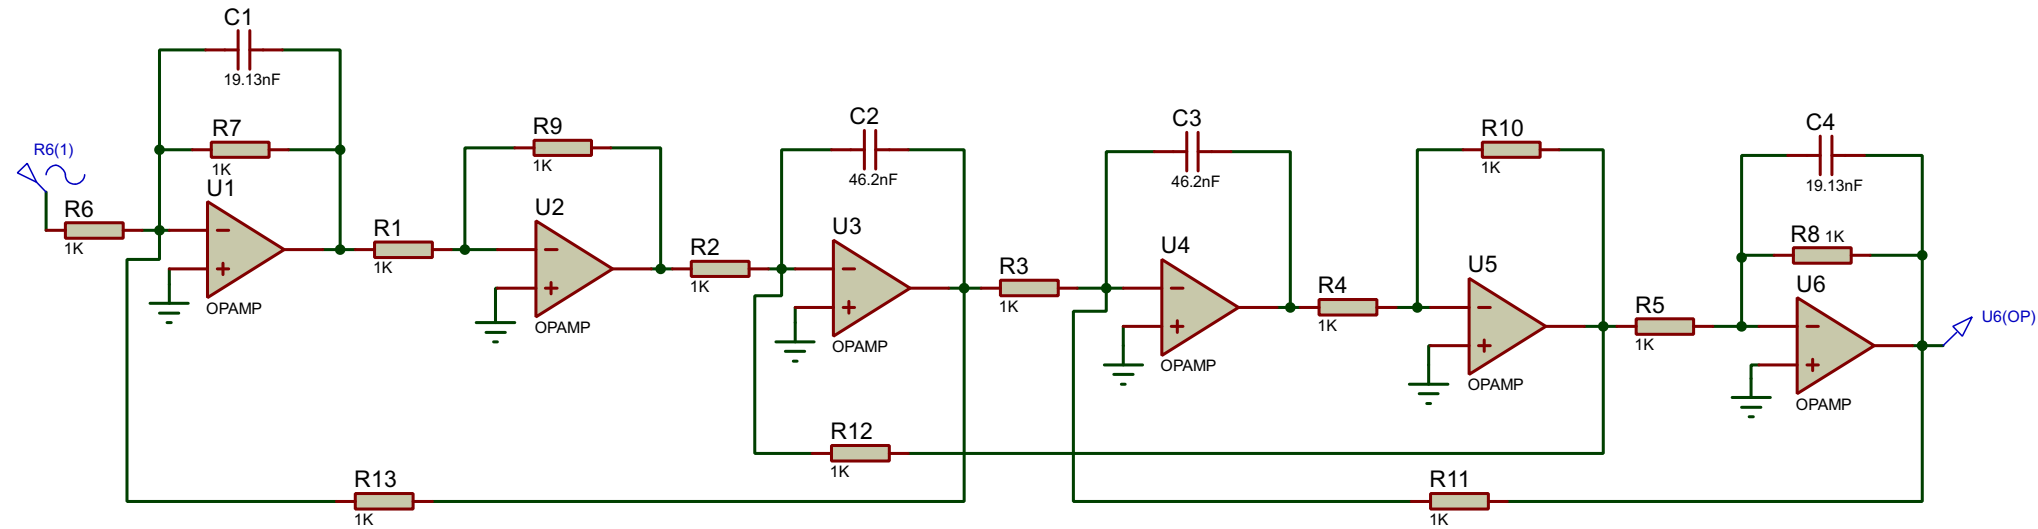 C1
19.13nF
R7
1K
R6(1)
R6
1K
U1
OPAMP
R1
1K
R9
1K
U2
OPAMP
R2
1K
C2
46.2nF
U3
OPAMP
R3
1K
C3
46.2nF
U4
OPAMP
R4
1K
R10
1K
U5
OPAMP
R5
1K
C4
19.13nF
R8 1K
U6
OPAMP
U6(OP)
R12
1K
R13
1K
R11
1K